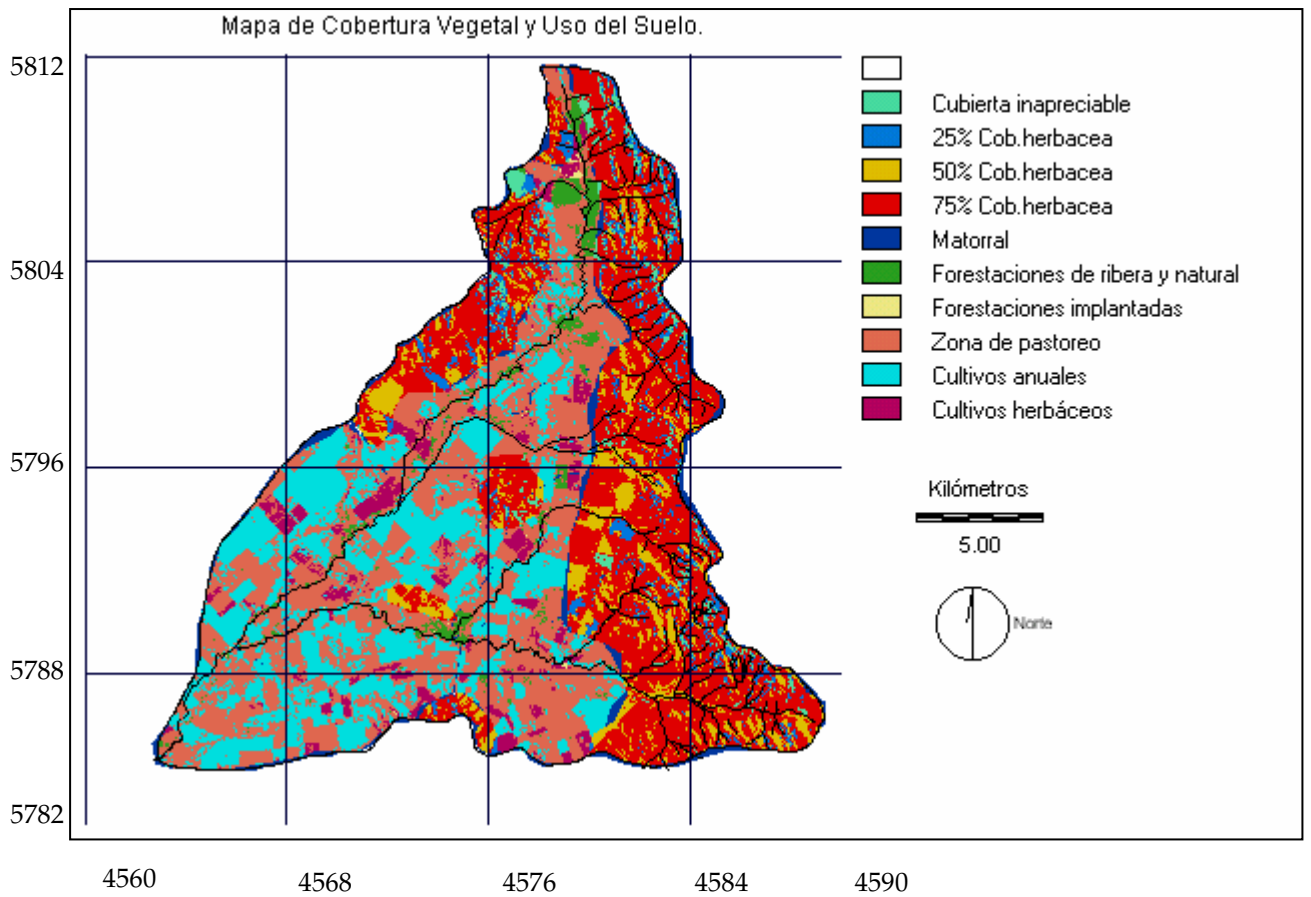 Mapa de Cobertura Vegetal y Uso del Suelo.
5812
5804
5796
5788
5782
Cubierta inapreciable
25% Cob.herbacea
50% Cob.herbacea
75% Cob.herbacea
Matorral
Forestaciones de ribera y natural
Forestaciones implantadas
Zona de pastoreo
Cultivos anuales
Cultivos herbáceos
Kilómetros
5.00
Norte
4560 4568 4576 4584 4590